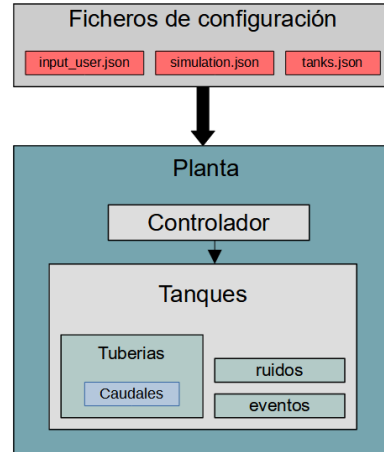 Ficheros de configuración
input_user.json simulation.json tanks.json
Planta
Controlador
Tanques
Tuberias
Caudales
ruidos
eventos